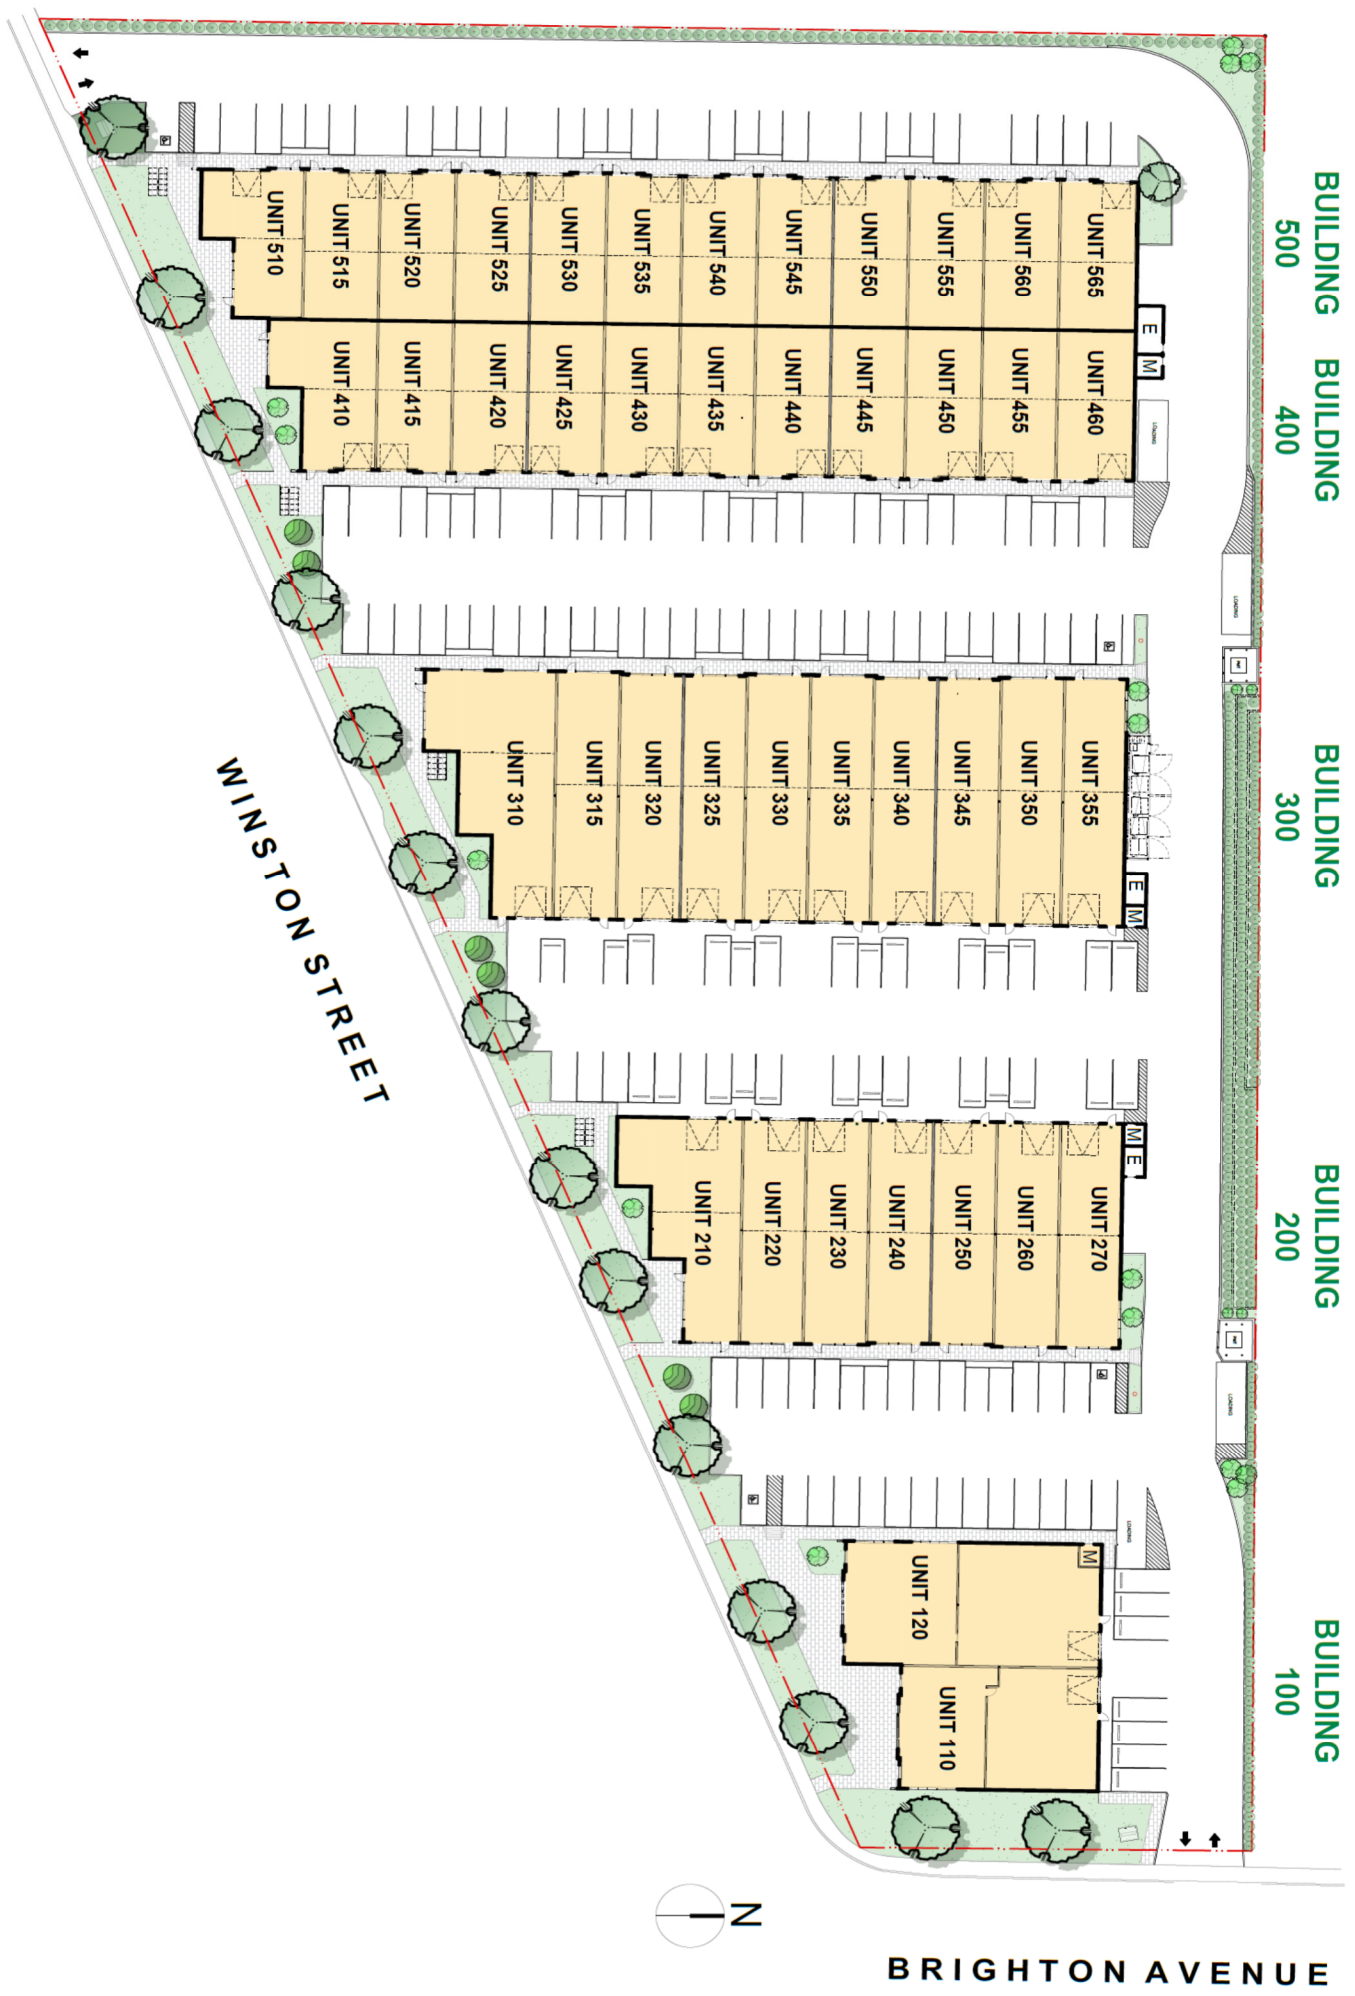 BUILDING
500
BUILDING
400
BUILDING
300
BUILDING
200
BUILDING
100
UNIT 510
UNIT 515
UNIT 520
UNIT 525
UNIT 530
UNIT 535
UNIT 540
UNIT 545
UNIT 550
UNIT 555
UNIT 560
UNIT 565
E
M
UNIT 410
UNIT 415
UNIT 420
UNIT 425
UNIT 430
UNIT 435
UNIT 440
UNIT 445
UNIT 450
UNIT 455
UNIT 460
LOADING
LOADING
UNIT 310
UNIT 315
UNIT 320
UNIT 325
UNIT 330
UNIT 335
UNIT 340
UNIT 345
UNIT 350
UNIT 355
E
M
WINSTON STREET
M
E
UNIT 210
UNIT 220
UNIT 230
UNIT 240
UNIT 250
UNIT 260
UNIT 270
LOADING
LOADING
M
UNIT 120
UNIT 110
N
BRIGHTON AVENUE